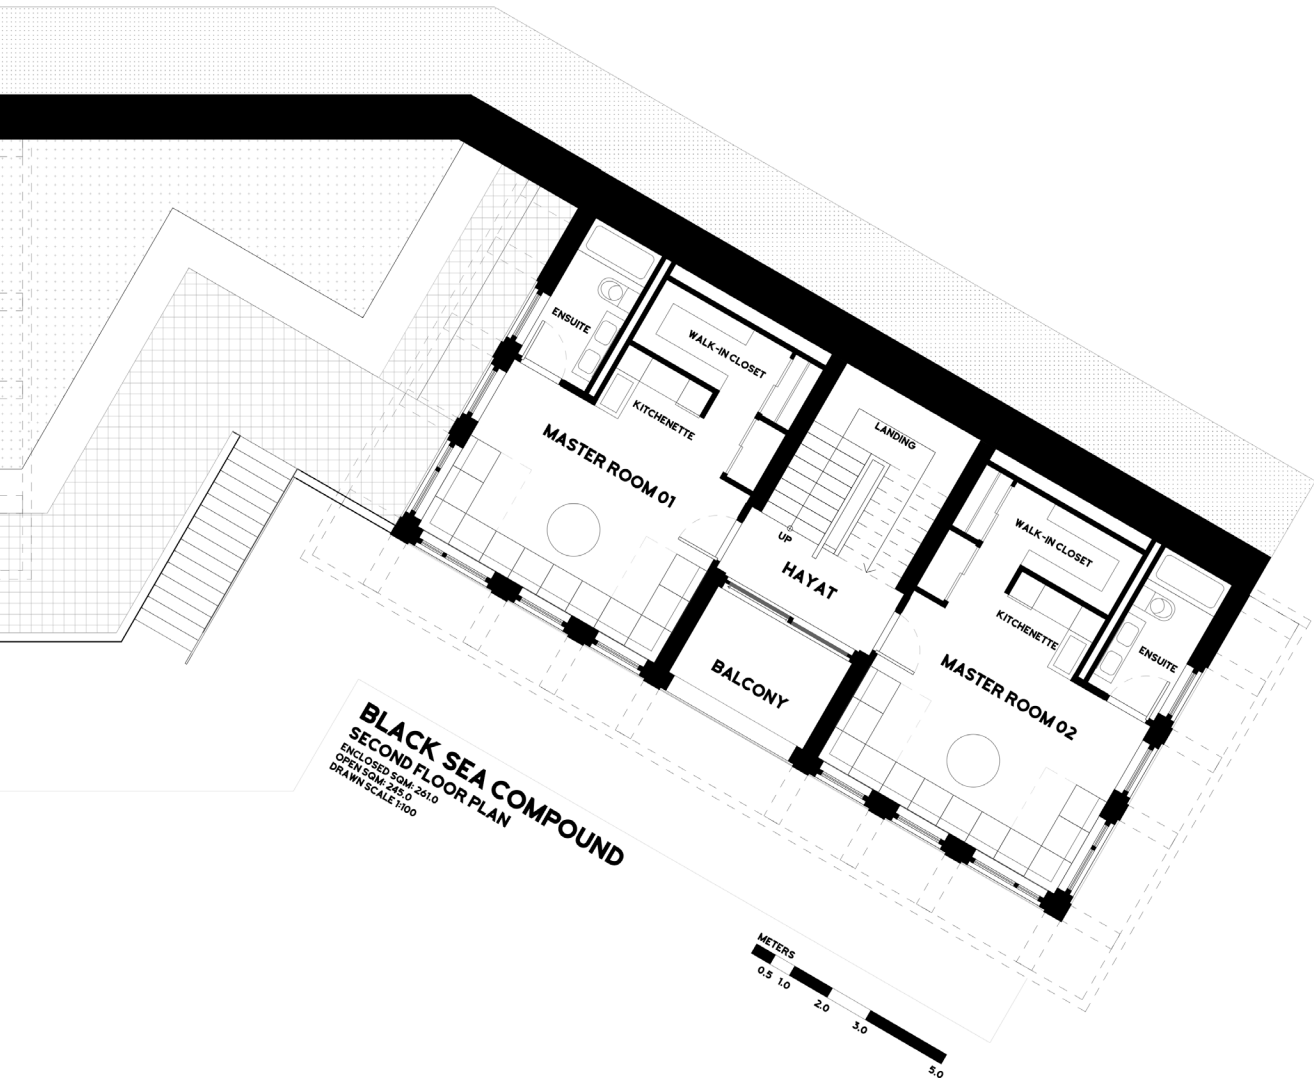 ENSUITE
WALK-IN CLOSET
KITCHENETTE
MASTER ROOM 01
LANDING
UP
HAYAT
BALCONY
WALK-IN CLOSET
KITCHENETTE
ENSUITE
MASTER ROOM 02
BLACK SEA COMPOUND
SECOND FLOOR PLAN
ENCLOSED SQM: 261.0
OPEN SQM: 245.0
DRAWN SCALE 1:100
METERS
0.5 1.0 2.0 3.0 5.0